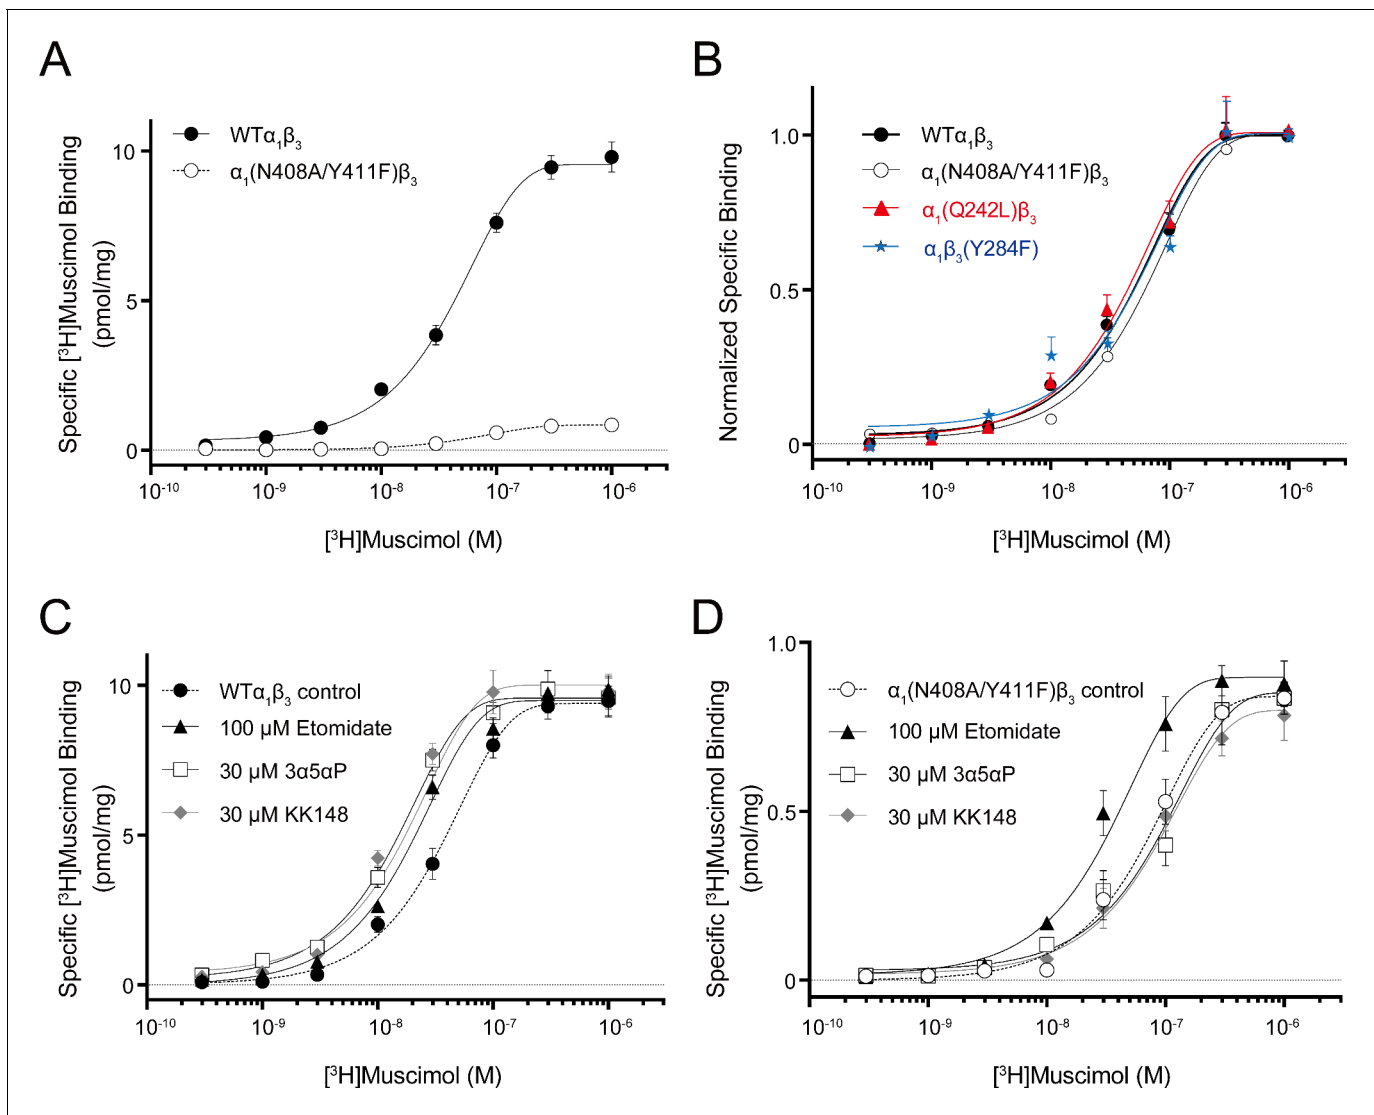 A
Specific [³H]Muscimol Binding
(pmol/mg)
10
5
0
WTα₁β₃
α₁(N408A/Y411F)β₃
10⁻¹⁰ 10⁻⁹ 10⁻⁸ 10⁻⁷ 10⁻⁶
[³H]Muscimol (M)
B
Normalized Specific Binding
1.0
0.5
0
WTα₁β₃
α₁(N408A/Y411F)β₃
α₁(Q242L)β₃
α₁β₃(Y284F)
10⁻¹⁰ 10⁻⁹ 10⁻⁸ 10⁻⁷ 10⁻⁶
[³H]Muscimol (M)
C
Specific [³H]Muscimol Binding
(pmol/mg)
10
5
0
WTα₁β₃ control
100 µM Etomidate
30 µM 3α5αP
30 µM KK148
10⁻¹⁰ 10⁻⁹ 10⁻⁸ 10⁻⁷ 10⁻⁶
[³H]Muscimol (M)
D
Specific [³H]Muscimol Binding
(pmol/mg)
1.0
0.5
0
α₁(N408A/Y411F)β₃ control
100 µM Etomidate
30 µM 3α5αP
30 µM KK148
10⁻¹⁰ 10⁻⁹ 10⁻⁸ 10⁻⁷ 10⁻⁶
[³H]Muscimol (M)